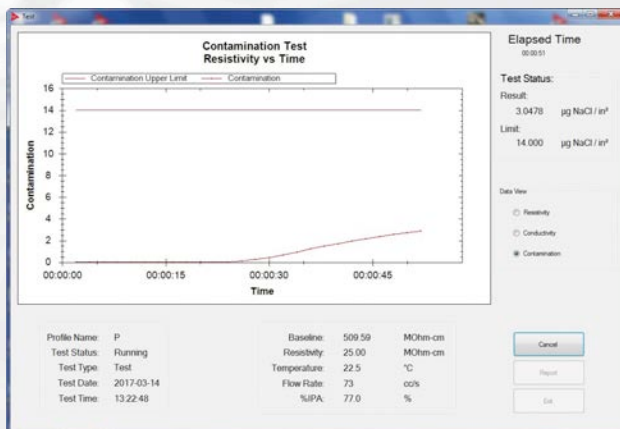 Test
Contamination Test
Resistivity vs Time
Contamination Upper Limit
Contamination
16
14
12
10
8
6
4
2
0
Contamination
00:00:00
00:00:15
00:00:30
00:00:45
Time
Elapsed Time
00:00:51
Test Status:
Result:
3.0478 µg NaCl / in²
Limit:
14.000 µg NaCl / in²
Data View
Resistivity
Conductivity
Contamination
Profile Name: P
Test Status: Running
Test Type: Test
Test Date: 2017-03-14
Test Time: 13:22:48
Baseline: 509.59 MOhm-cm
Resistivity: 25.00 MOhm-cm
Temperature: 22.5 °C
Flow Rate: 73 cc/s
%IPA: 77.0 %
Cancel
Report
Exit